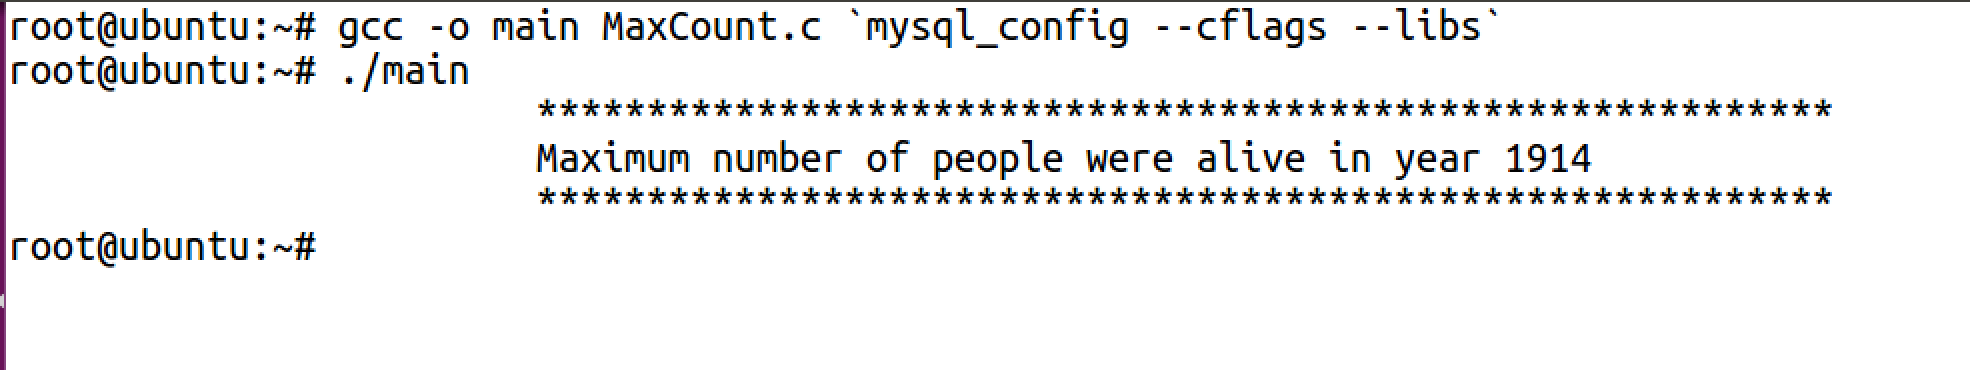 root@ubuntu:~# gcc -o main MaxCount.c `mysql_config --cflags --libs`
root@ubuntu:~# ./main
***********************************************************
Maximum number of people were alive in year 1914
***********************************************************
root@ubuntu:~#